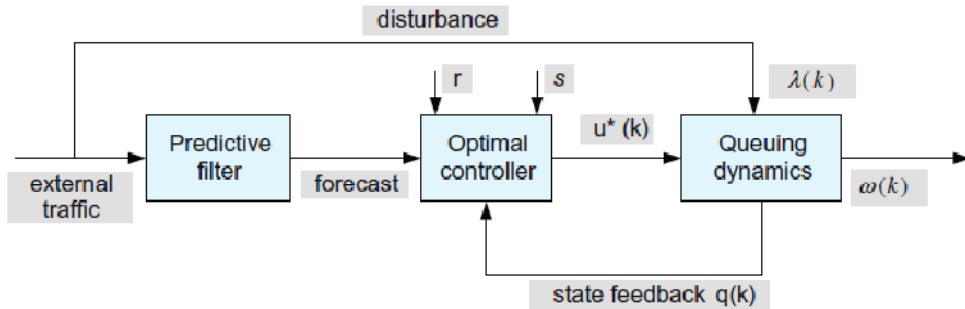 disturbance
r
s
λ(k)
Predictive
filter
Optimal
controller
u* (k)
Queuing
dynamics
external
traffic
forecast
ω(k)
state feedback q(k)